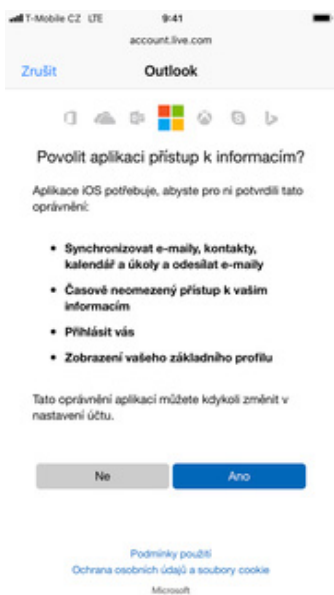 T-Mobile CZ LTE 9:41
account.live.com
Zrušit Outlook
Povolit aplikaci přístup k informacím?
Aplikace iOS potřebuje, abyste pro ni potvrdili tato
oprávnění:
• Synchronizovat e-maily, kontakty,
kalendář a úkoly a odesílat e-maily
• Časově neomezený přístup k vašim
informacím
• Přihlásit vás
• Zobrazení vašeho základního profilu
Tato oprávnění aplikací můžete kdykoli změnit v
nastavení účtu.
Ne Ano
Podmínky použití
Ochrana osobních údajů a soubory cookie
Microsoft